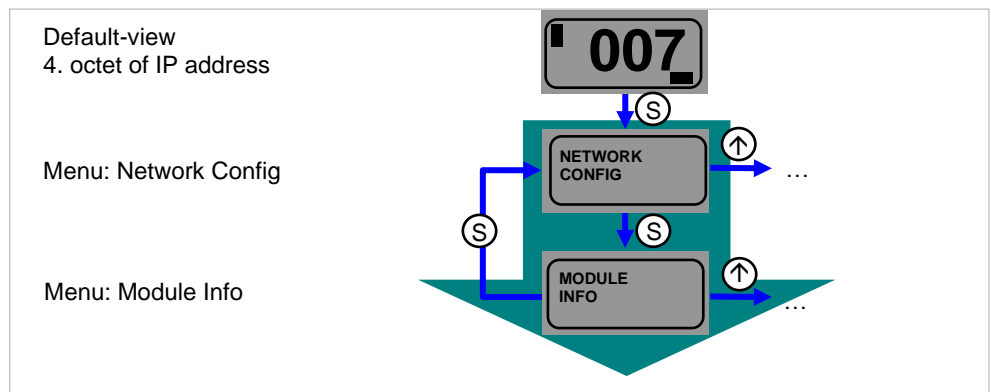 Default-view
4. octet of IP address
007
S
Menu: Network Config
NETWORK
CONFIG
↑
...
S
S
Menu: Module Info
MODULE
INFO
↑
...